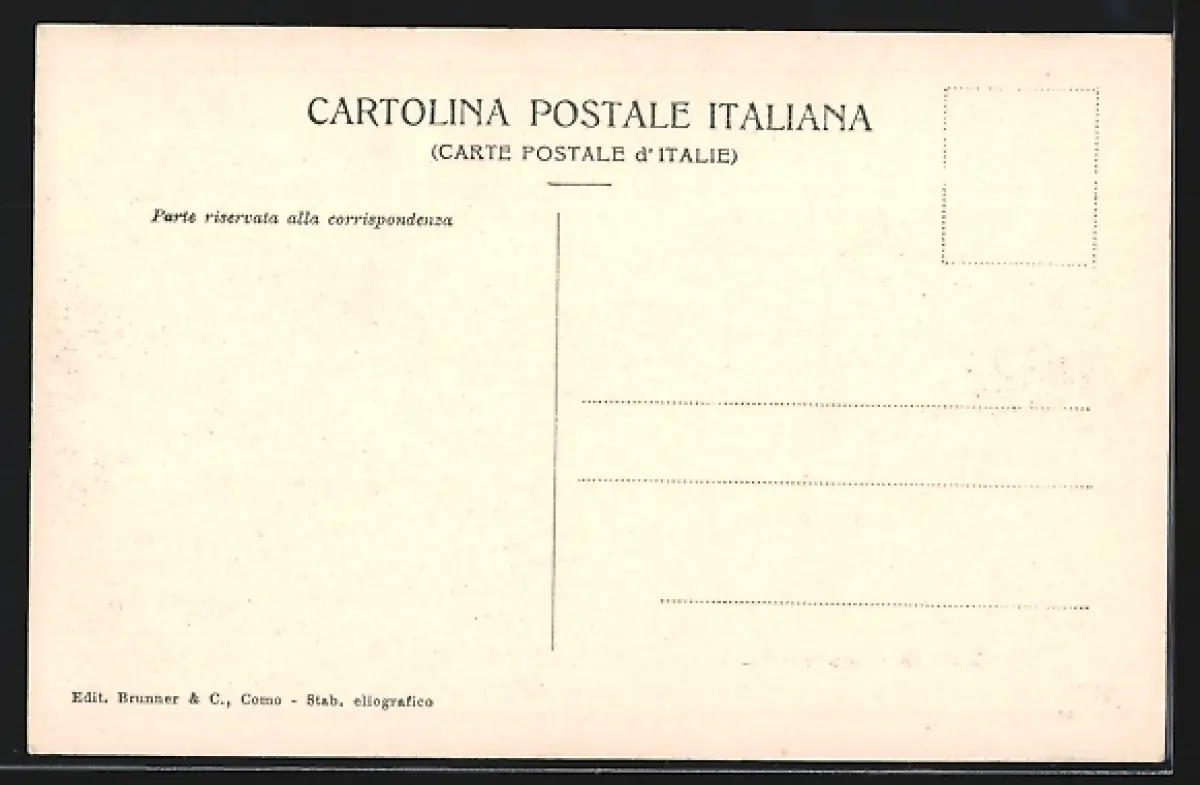 CARTOLINA POSTALE ITALIANA
(CARTE POSTALE d'ITALIE)
Parte riservata alla corrispondenza
Edit. Brunner & C., Como - Stab. eliografico